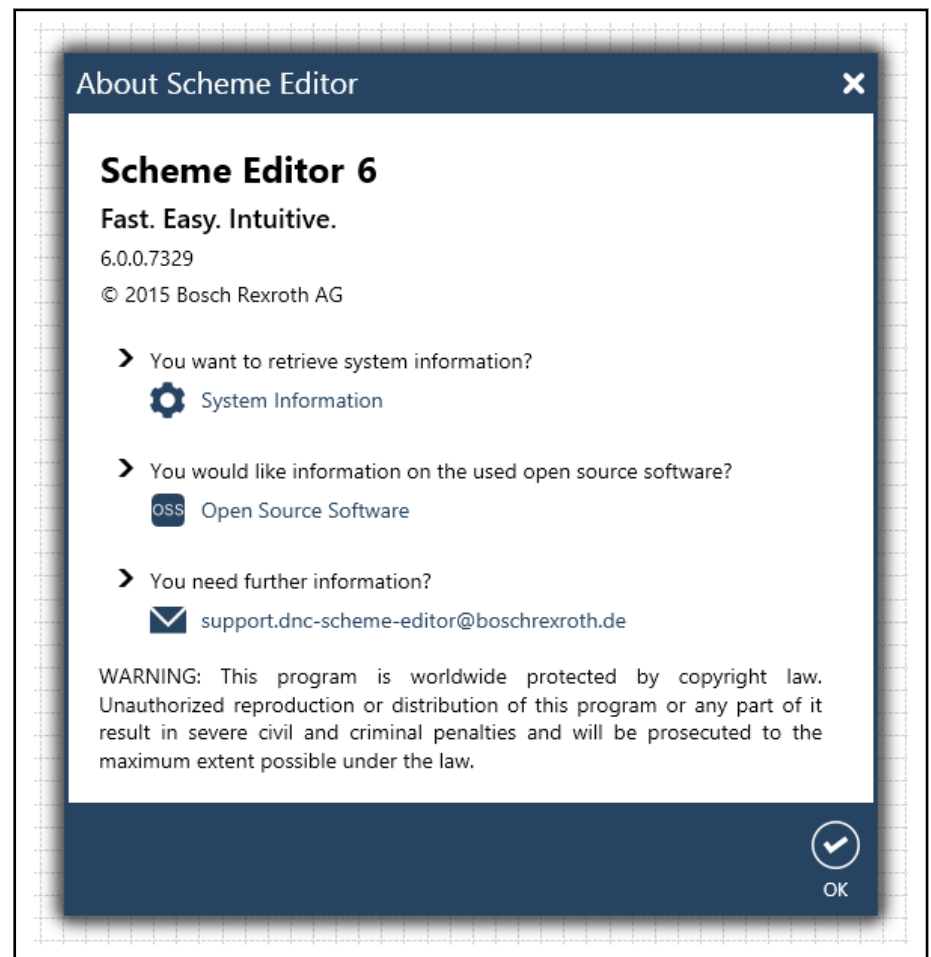 About Scheme Editor
Scheme Editor 6
Fast. Easy. Intuitive.
6.0.0.7329
© 2015 Bosch Rexroth AG
You want to retrieve system information?
System Information
You would like information on the used open source software?
OSS Open Source Software
You need further information?
support.dnc-scheme-editor@boschrexroth.de
WARNING: This program is worldwide protected by copyright law.
Unauthorized reproduction or distribution of this program or any part of it
result in severe civil and criminal penalties and will be prosecuted to the
maximum extent possible under the law.
OK